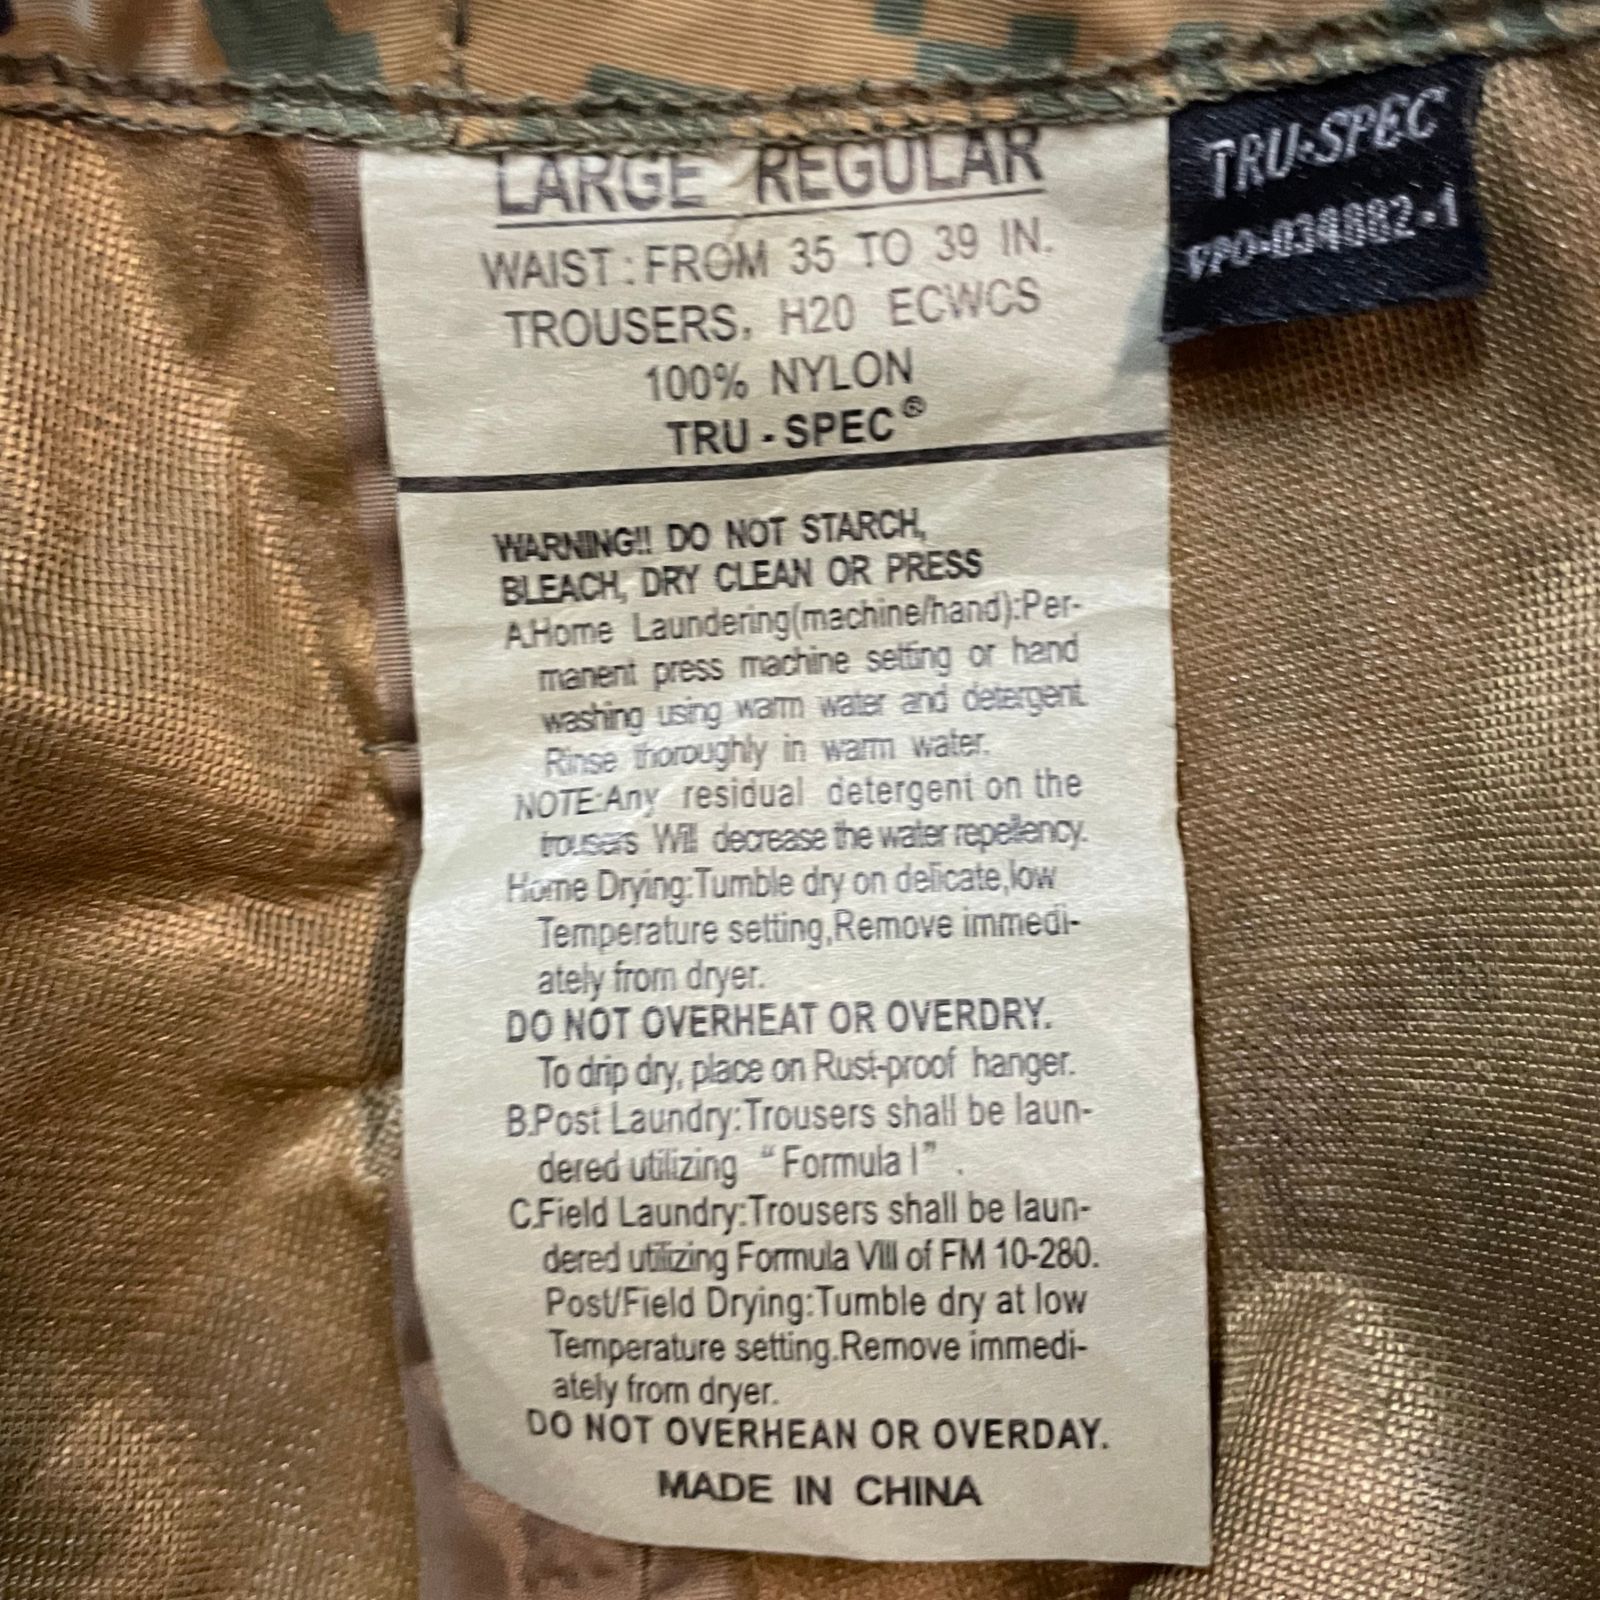 LARGE REGULAR
WAIST: FROM 35 TO 39 IN.
TROUSERS, H20 ECWCS
100% NYLON
TRU-SPEC®
WARNING!! DO NOT STARCH,
BLEACH, DRY CLEAN OR PRESS
A.Home Laundering(machine/hand):Per-
manent press machine setting or hand
washing using warm water and detergent.
Rinse thoroughly in warm water.
NOTE:Any residual detergent on the
trousers Will decrease the water repellency.
Home Drying:Tumble dry on delicate,low
Temperature setting,Remove immedi-
ately from dryer.
DO NOT OVERHEAT OR OVERDRY.
To drip dry, place on Rust-proof hanger.
B.Post Laundry:Trousers shall be laun-
dered utilizing "Formula I".
C.Field Laundry:Trousers shall be laun-
dered utilizing Formula VIII of FM 10-280.
Post/Field Drying:Tumble dry at low
Temperature setting.Remove immedi-
ately from dryer.
DO NOT OVERHEAN OR OVERDAY.
MADE IN CHINA
TRU-SPEC